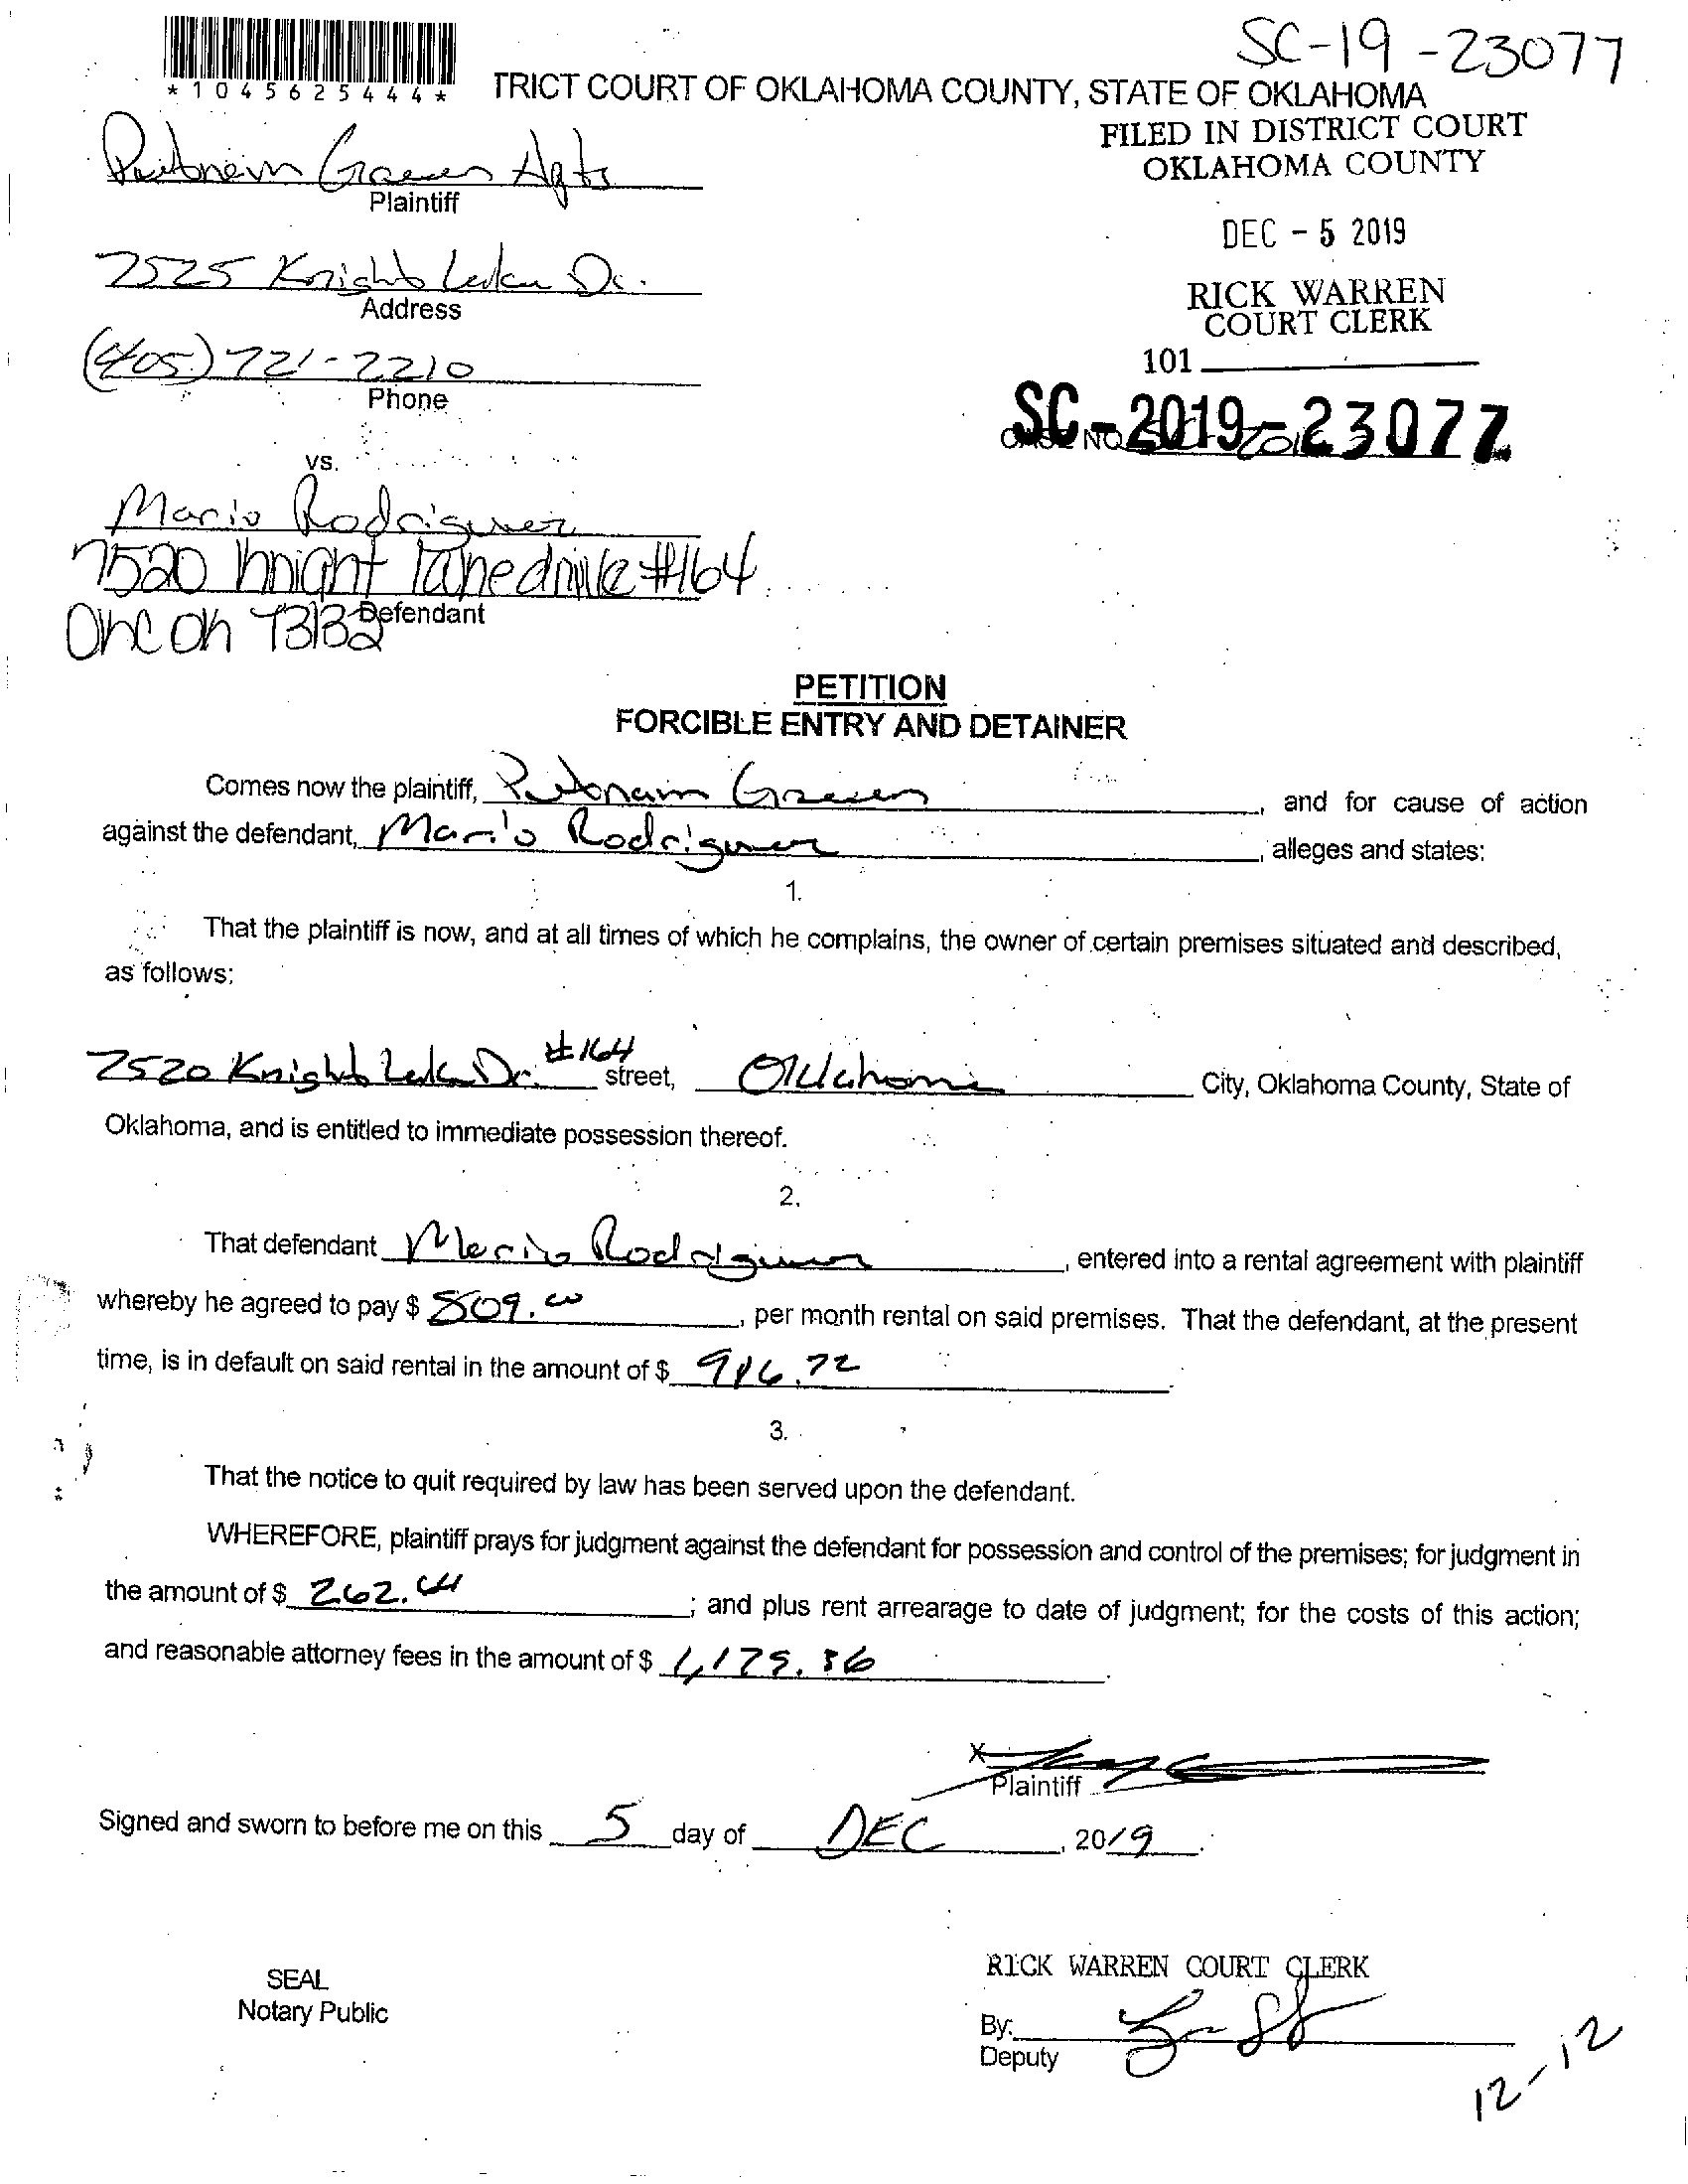 SC-19-23077
*1045625444*
TRICT COURT OF OKLAHOMA COUNTY, STATE OF OKLAHOMA
FILED IN DISTRICT COURT
OKLAHOMA COUNTY
DEC - 5 2019
RICK WARREN
COURT CLERK
101
SC-2019-23077
Putnam Green Apts
Plaintiff
7525 Knight Lake Dr.
Address
(405) 721-2210
Phone
vs.
Mario Rodriguez
7520 Knight lake drive #164
OKC OK 73132
Defendant
PETITION
FORCIBLE ENTRY AND DETAINER
Comes now the plaintiff, Putnam Green, and for cause of action
against the defendant, Mario Rodriguez, alleges and states:
1.
That the plaintiff is now, and at all times of which he complains, the owner of certain premises situated and described,
as follows:
7520 Knight Lake Dr. #164 street, Oklahoma City, Oklahoma County, State of
Oklahoma, and is entitled to immediate possession thereof.
2.
That defendant Mario Rodriguez, entered into a rental agreement with plaintiff
whereby he agreed to pay $ 809.00, per month rental on said premises. That the defendant, at the present
time, is in default on said rental in the amount of $ 916.72.
3.
That the notice to quit required by law has been served upon the defendant.
WHEREFORE, plaintiff prays for judgment against the defendant for possession and control of the premises; for judgment in
the amount of $ 262.64; and plus rent arrearage to date of judgment; for the costs of this action;
and reasonable attorney fees in the amount of $ 1,179.36.
X
Plaintiff
Signed and sworn to before me on this 5 day of DEC, 2019.
SEAL
Notary Public
RICK WARREN COURT CLERK
By:
Deputy
12-12